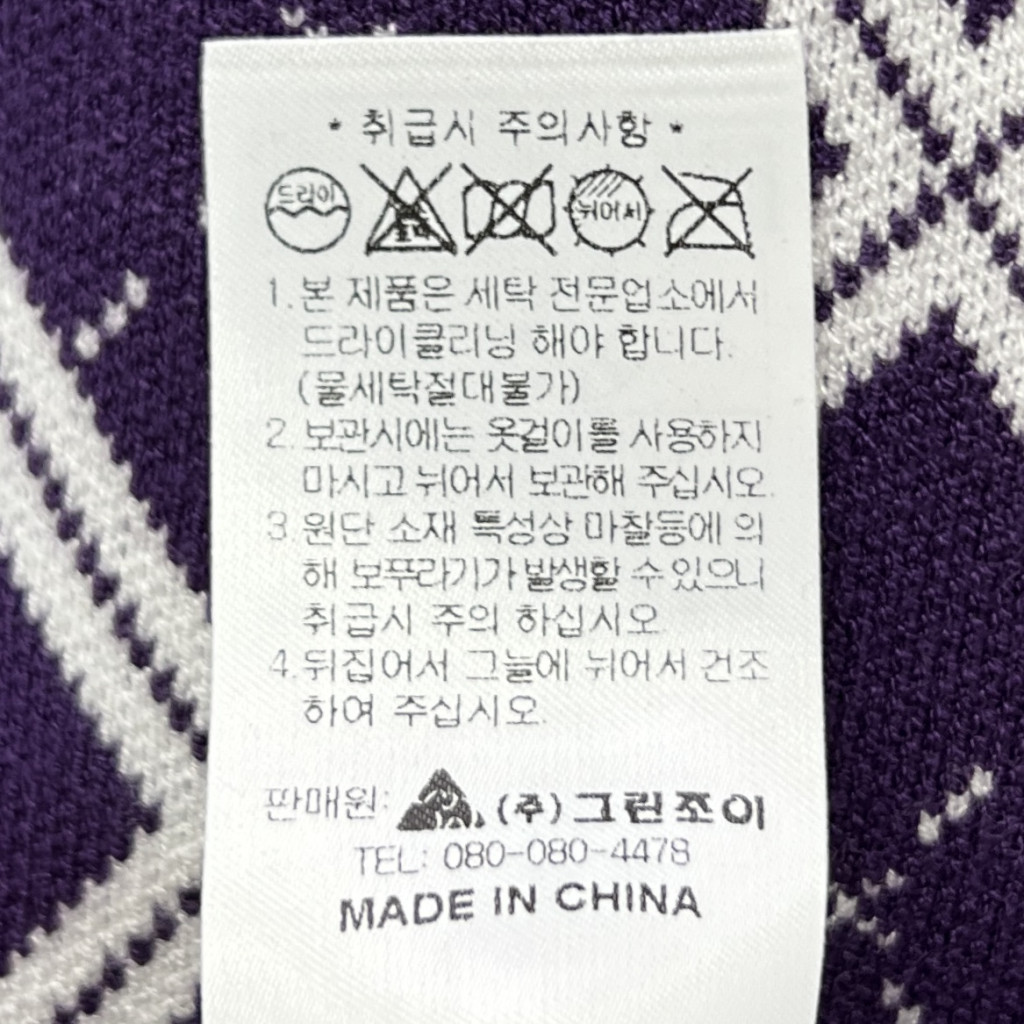 * 취급시 주의사항 *
드라이 뉘어서
1. 본 제품은 세탁 전문업소에서
드라이클리닝 해야 합니다.
(물세탁절대불가)
2. 보관시에는 옷걸이를 사용하지
마시고 뉘어서 보관해 주십시오.
3. 원단 소재 특성상 마찰등에 의
해 보푸라기가 발생할 수 있으니
취급시 주의 하십시오.
4. 뒤집어서 그늘에 뉘어서 건조
하여 주십시오.
판매원: (주)그린조이
TEL: 080-080-4478
MADE IN CHINA